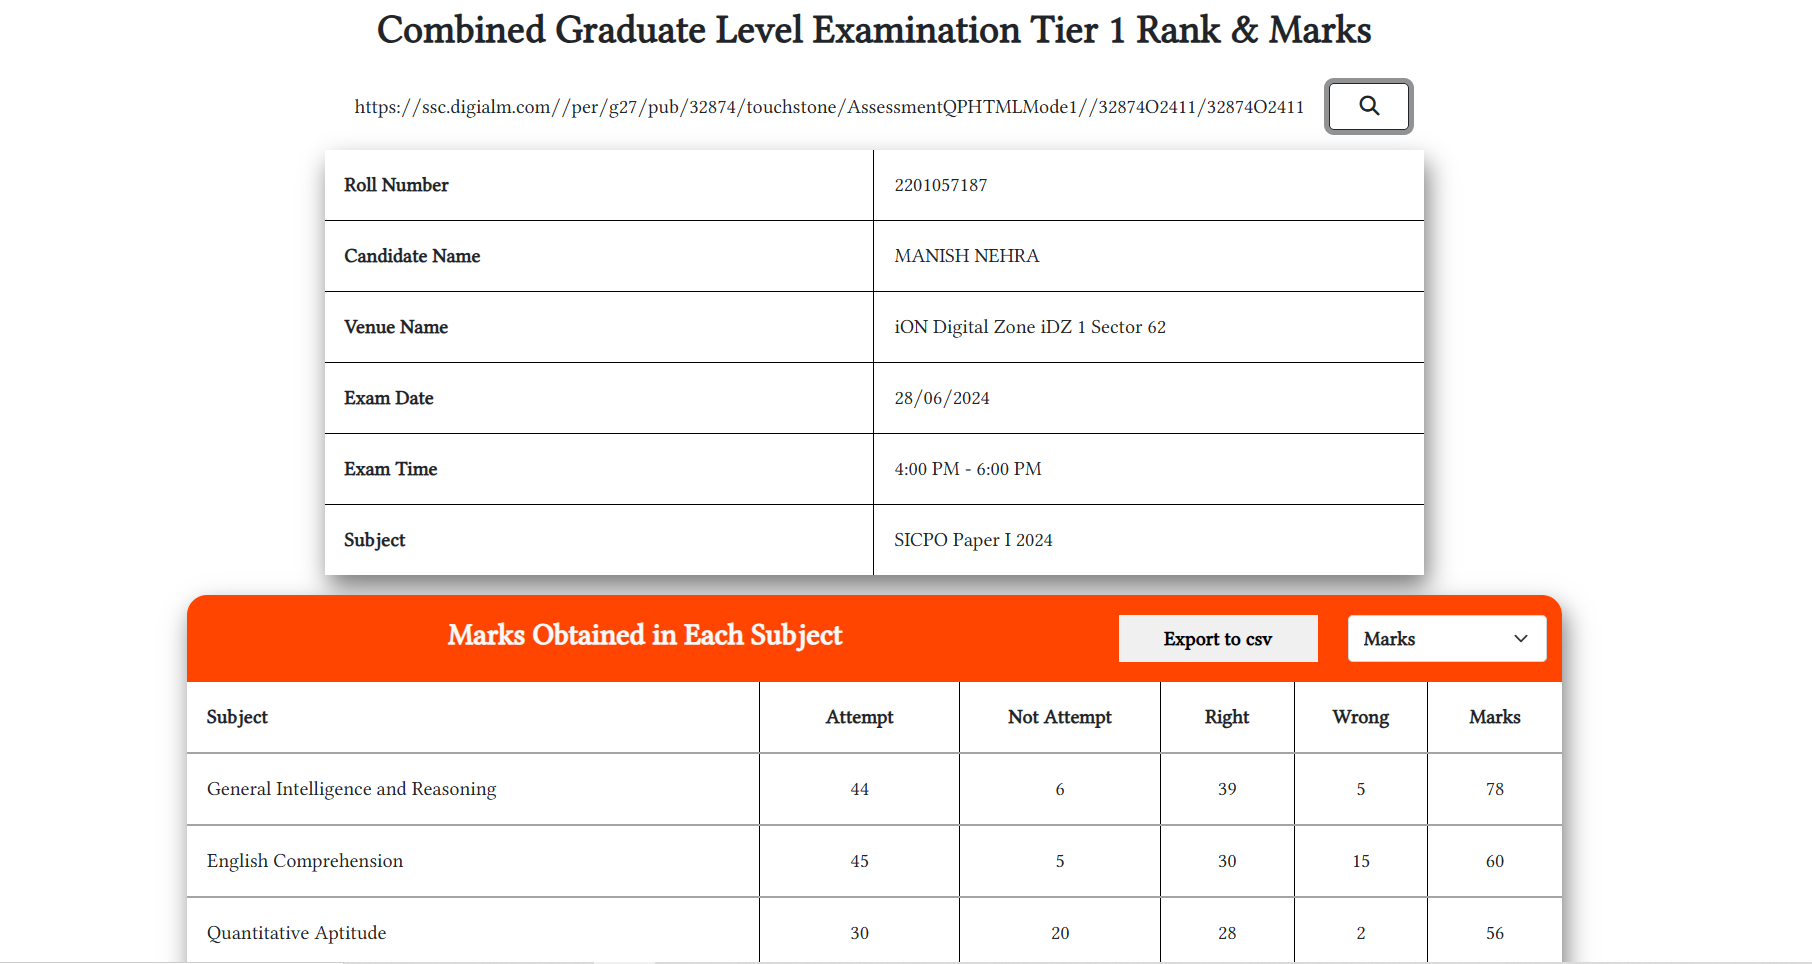 Combined Graduate Level Examination Tier 1 Rank & Marks
https://ssc.digialm.com//per/g27/pub/32874/touchstone/AssessmentQPHTMLMode1//32874O2411/32874O2411
Roll Number 2201057187
Candidate Name MANISH NEHRA
Venue Name iON Digital Zone iDZ 1 Sector 62
Exam Date 28/06/2024
Exam Time 4:00 PM - 6:00 PM
Subject SICPO Paper I 2024
Marks Obtained in Each Subject Export to csv Marks
Subject Attempt Not Attempt Right Wrong Marks
General Intelligence and Reasoning 44 6 39 5 78
English Comprehension 45 5 30 15 60
Quantitative Aptitude 30 20 28 2 56